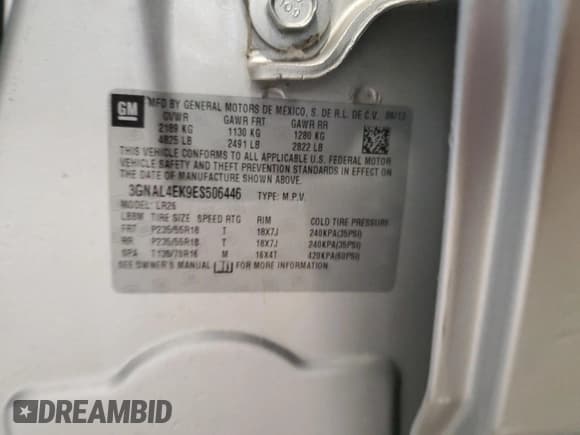 GM
MFD BY GENERAL MOTORS DE MEXICO, S. DE R.L. DE C.V. 08/13
GVWR GAWR FRT GAWR RR
2189 KG 1130 KG 1280 KG
4825 LB 2491 LB 2822 LB
THIS VEHICLE CONFORMS TO ALL APPLICABLE U.S. FEDERAL MOTOR
VEHICLE SAFETY AND THEFT PREVENTION STANDARDS IN EFFECT ON
THE DATE OF MANUFACTURE SHOWN ABOVE.
3GNAL4EK9ES506446 TYPE: M.P.V.
MODEL: LR26
TIRE SIZE SPEED RTG RIM COLD TIRE PRESSURE
FRT P235/55R18 T 18X7J 240KPA(35PSI)
RR P235/55R18 T 18X7J 240KPA(35PSI)
SPA T135/70R16 M 16X4T 420KPA(60PSI)
SEE OWNER'S MANUAL FOR MORE INFORMATION
DREAMBID